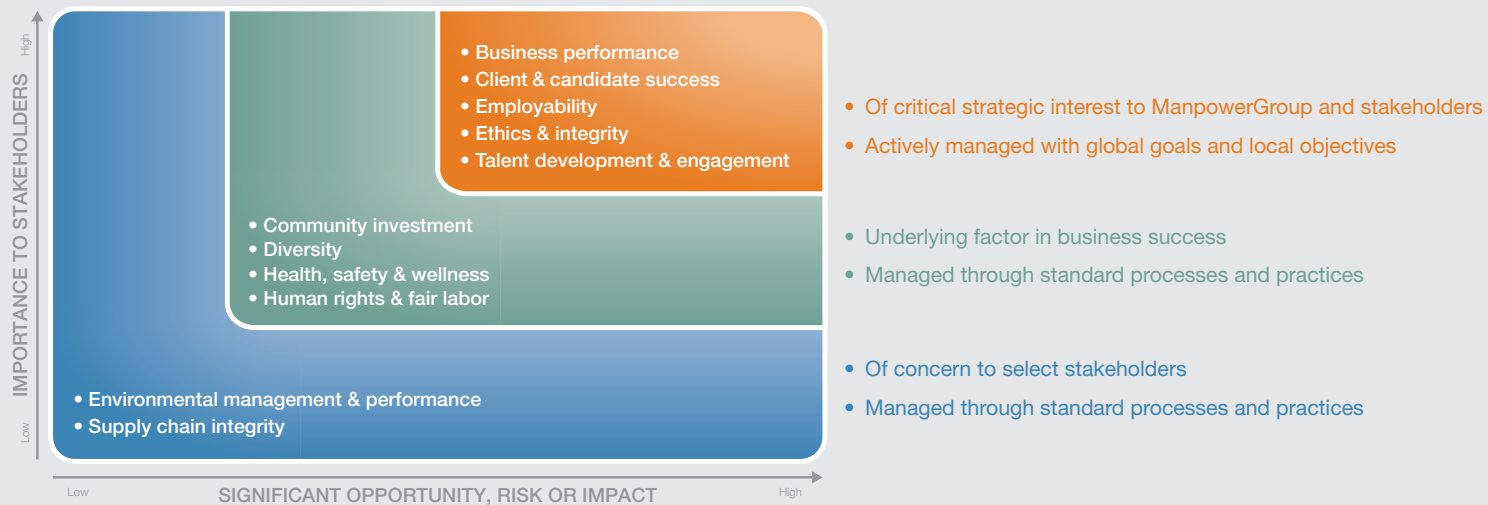 High
IMPORTANCE TO STAKEHOLDERS
Low
• Business performance
• Client & candidate success
• Employability
• Ethics & integrity
• Talent development & engagement
• Community investment
• Diversity
• Health, safety & wellness
• Human rights & fair labor
• Environmental management & performance
• Supply chain integrity
Low
SIGNIFICANT OPPORTUNITY, RISK OR IMPACT
High
• Of critical strategic interest to ManpowerGroup and stakeholders
• Actively managed with global goals and local objectives
• Underlying factor in business success
• Managed through standard processes and practices
• Of concern to select stakeholders
• Managed through standard processes and practices